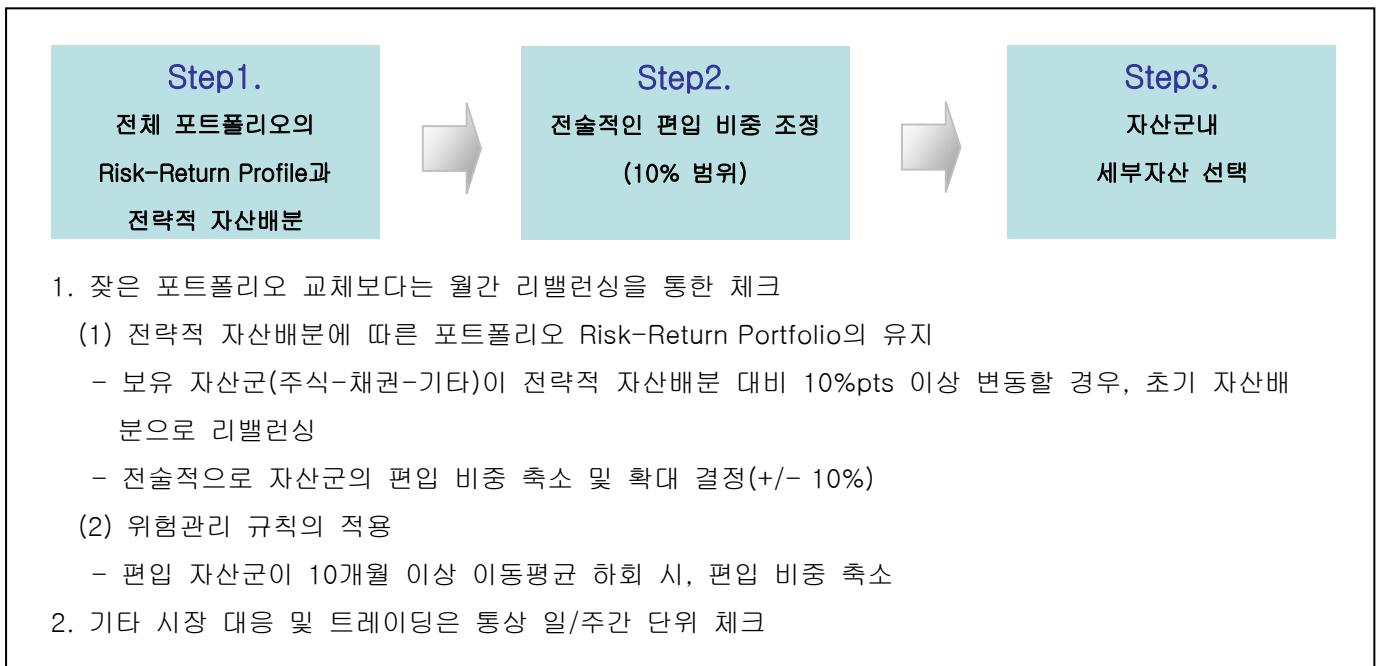 Step1.
전체 포트폴리오의
Risk-Return Profile과
전략적 자산배분
Step2.
전술적인 편입 비중 조정
(10% 범위)
Step3.
자산군내
세부자산 선택
1. 잦은 포트폴리오 교체보다는 월간 리밸런싱을 통한 체크
(1) 전략적 자산배분에 따른 포트폴리오 Risk-Return Portfolio의 유지
- 보유 자산군(주식-채권-기타)이 전략적 자산배분 대비 10%pts 이상 변동할 경우, 초기 자산배
분으로 리밸런싱
- 전술적으로 자산군의 편입 비중 축소 및 확대 결정(+/- 10%)
(2) 위험관리 규칙의 적용
- 편입 자산군이 10개월 이상 이동평균 하회 시, 편입 비중 축소
2. 기타 시장 대응 및 트레이딩은 통상 일/주간 단위 체크